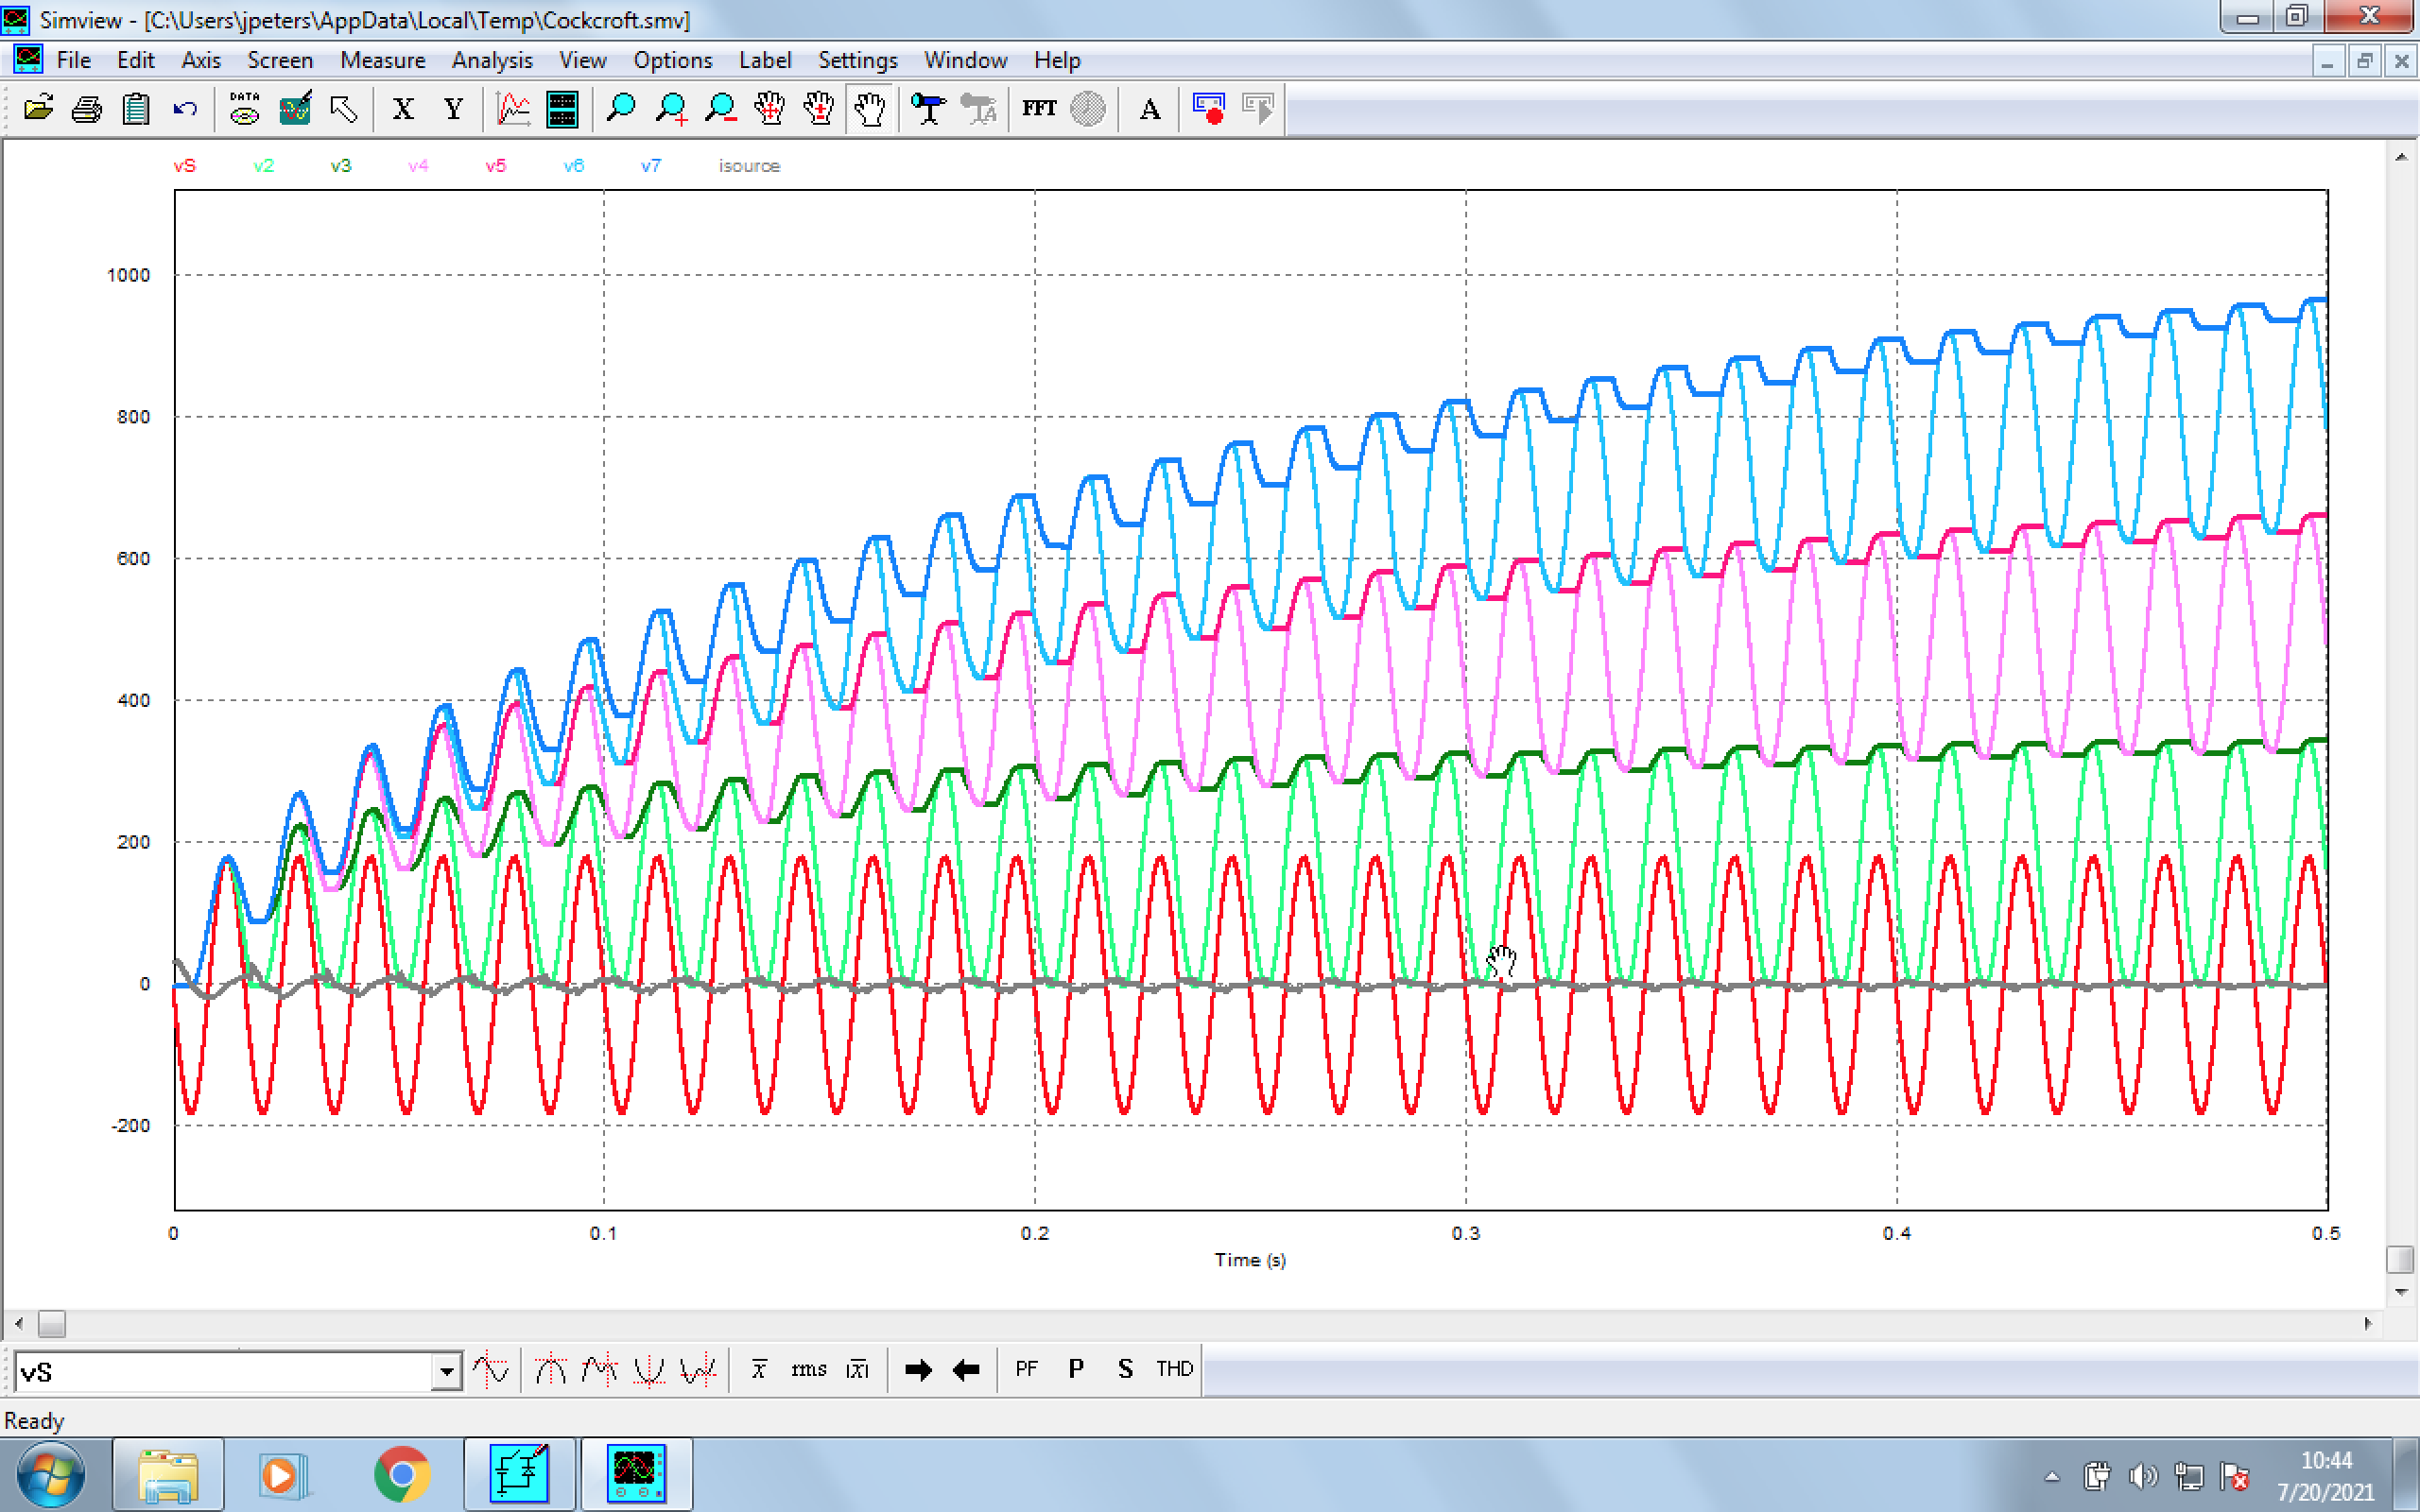 Simview - [C:\Users\jpeters\AppData\Local\Temp\Cockcroft.smv]
File Edit Axis Screen Measure Analysis View Options Label Settings Window Help
DATA X Y FFT A
vS v2 v3 v4 v5 v6 v7 isource
1000
800
600
400
200
0
-200
0 0.1 0.2 0.3 0.4 0.5
Time (s)
vS x̅ rms |x̅| PF P S THD
Ready
10:44
7/20/2021